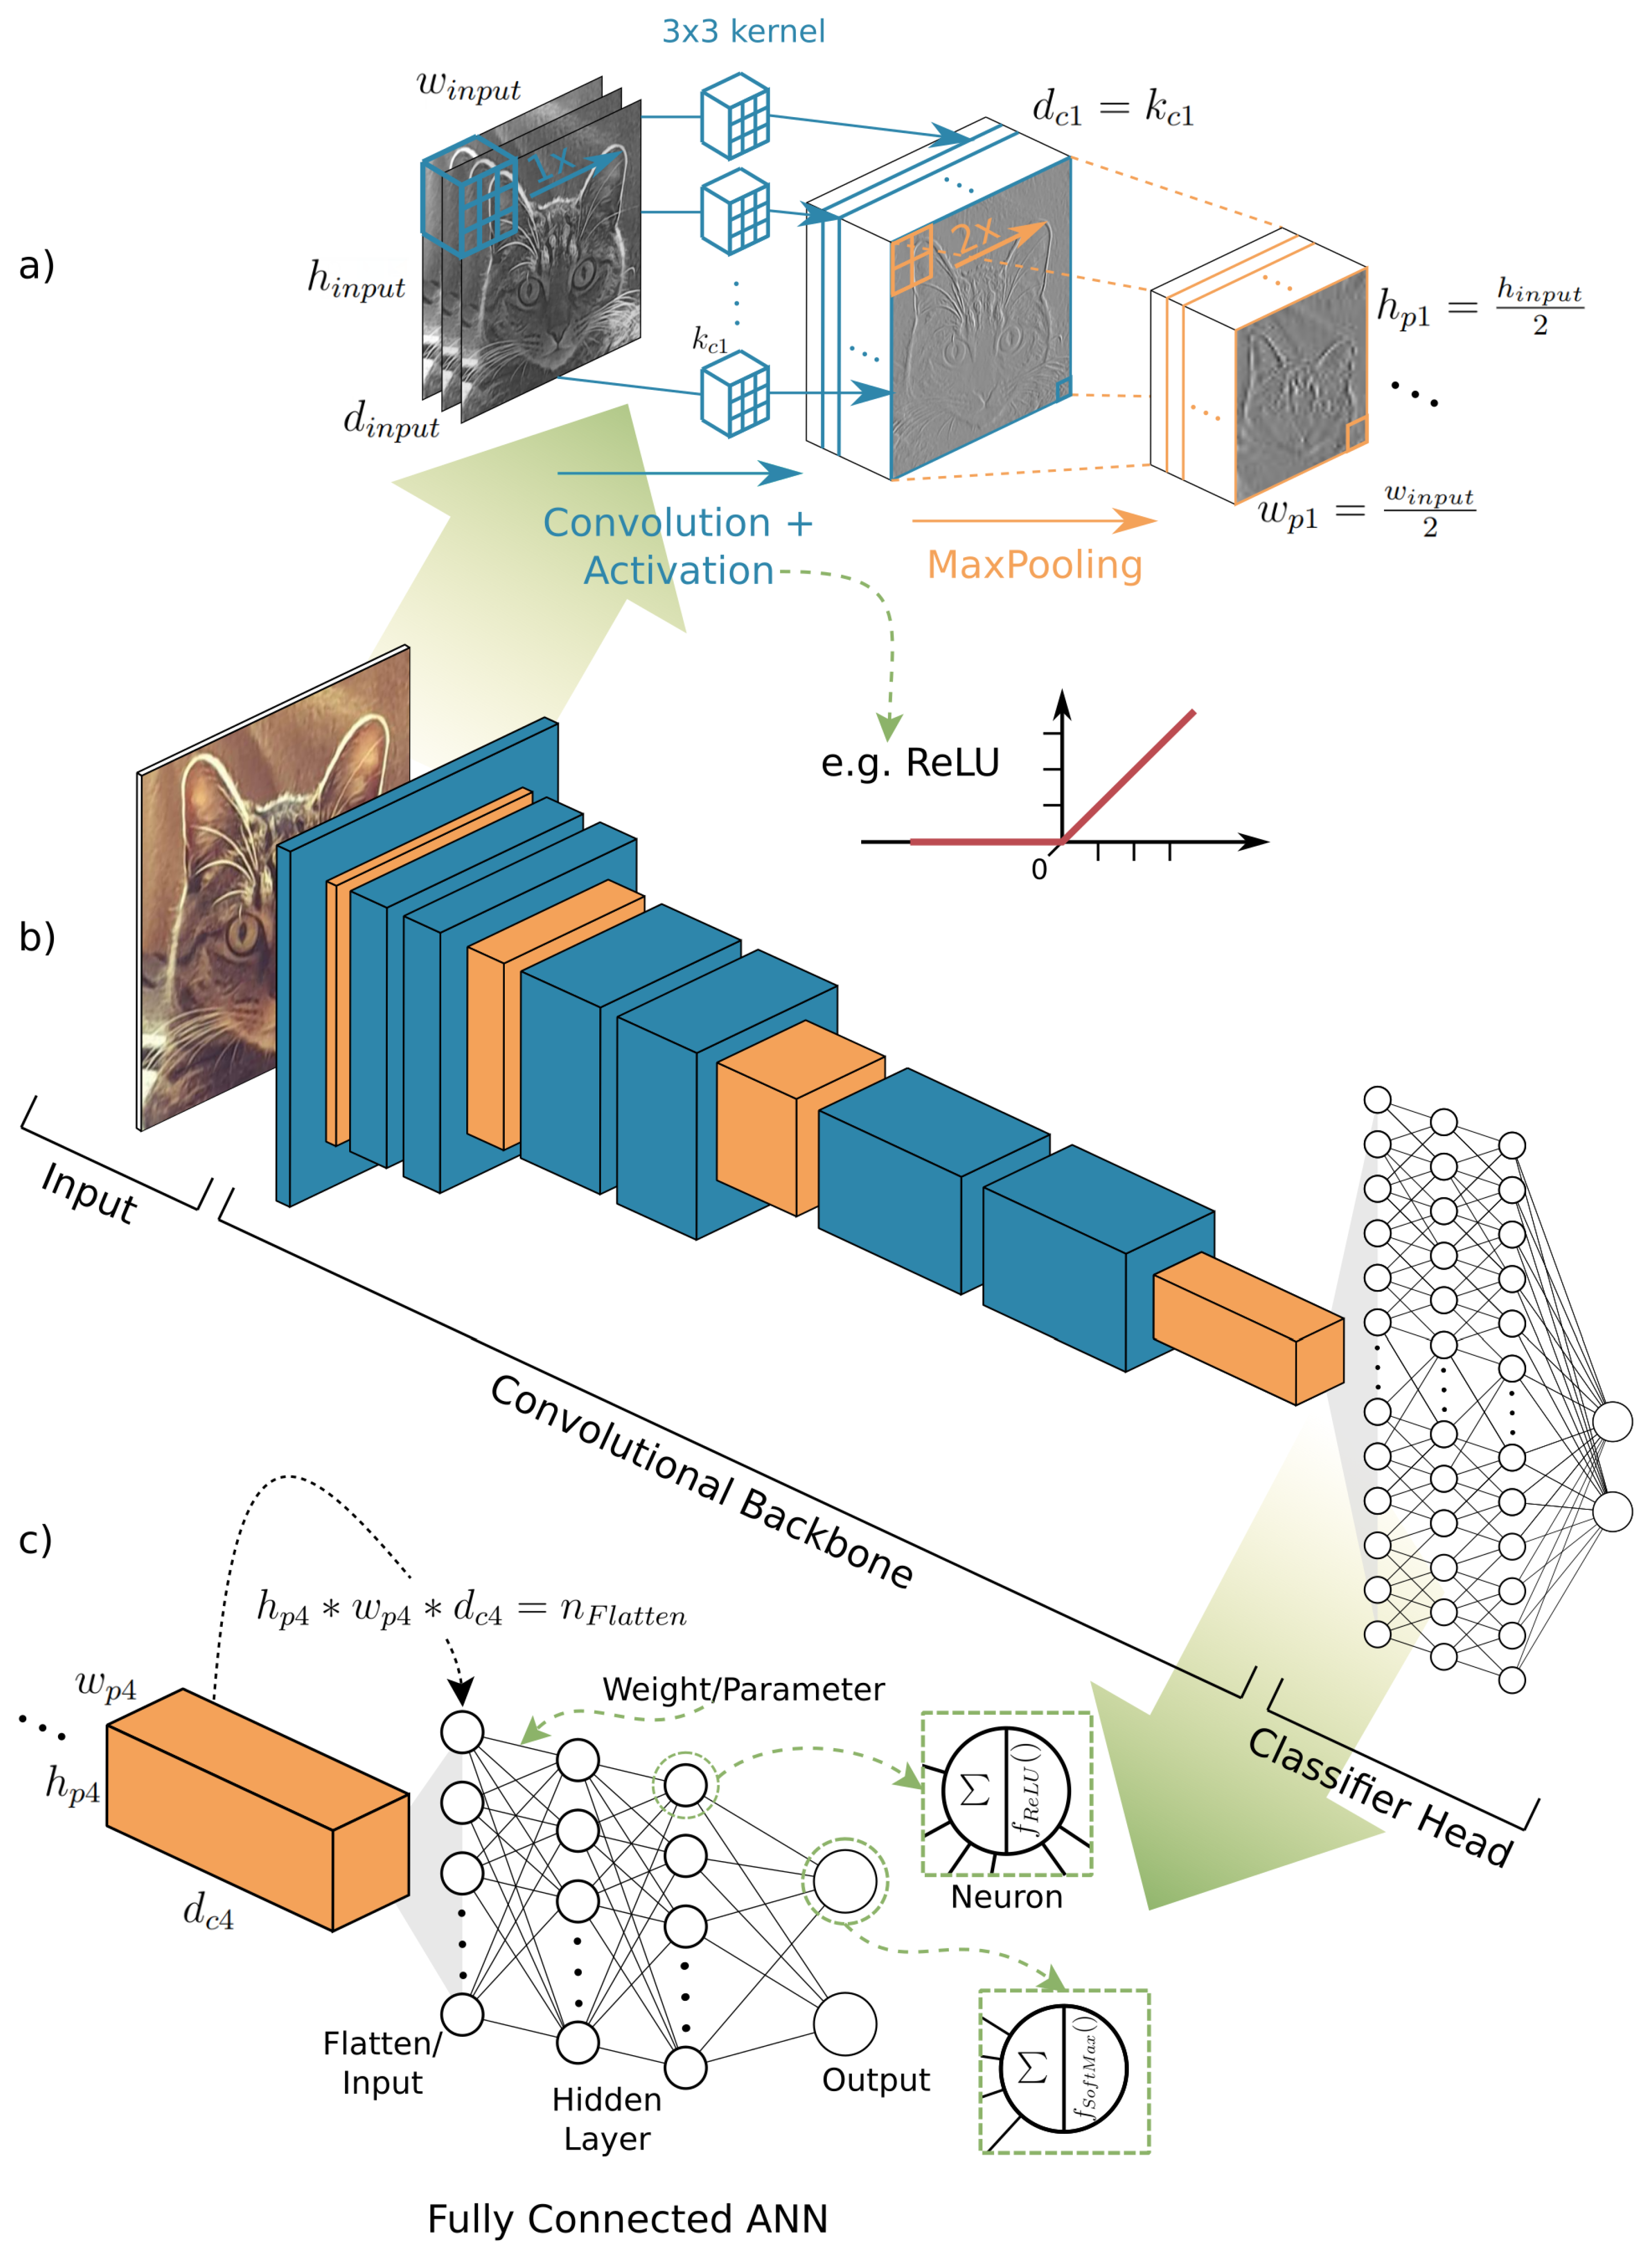 3x3 kernel
w_{input}
d_{c1} = k_{c1}
1x
2x
a)
h_{input}
h_{p1} = \frac{h_{input}}{2}
k_{c1}
d_{input}
w_{p1} = \frac{w_{input}}{2}
Convolution +
Activation
MaxPooling
e.g. ReLU
0
b)
Input
Convolutional Backbone
Classifier Head
c)
h_{p4} * w_{p4} * d_{c4} = n_{Flatten}
w_{p4}
Weight/Parameter
h_{p4}
Σ f_{ReLU}()
d_{c4}
Neuron
Flatten/
Input
Σ f_{SoftMax}()
Output
Hidden
Layer
Fully Connected ANN